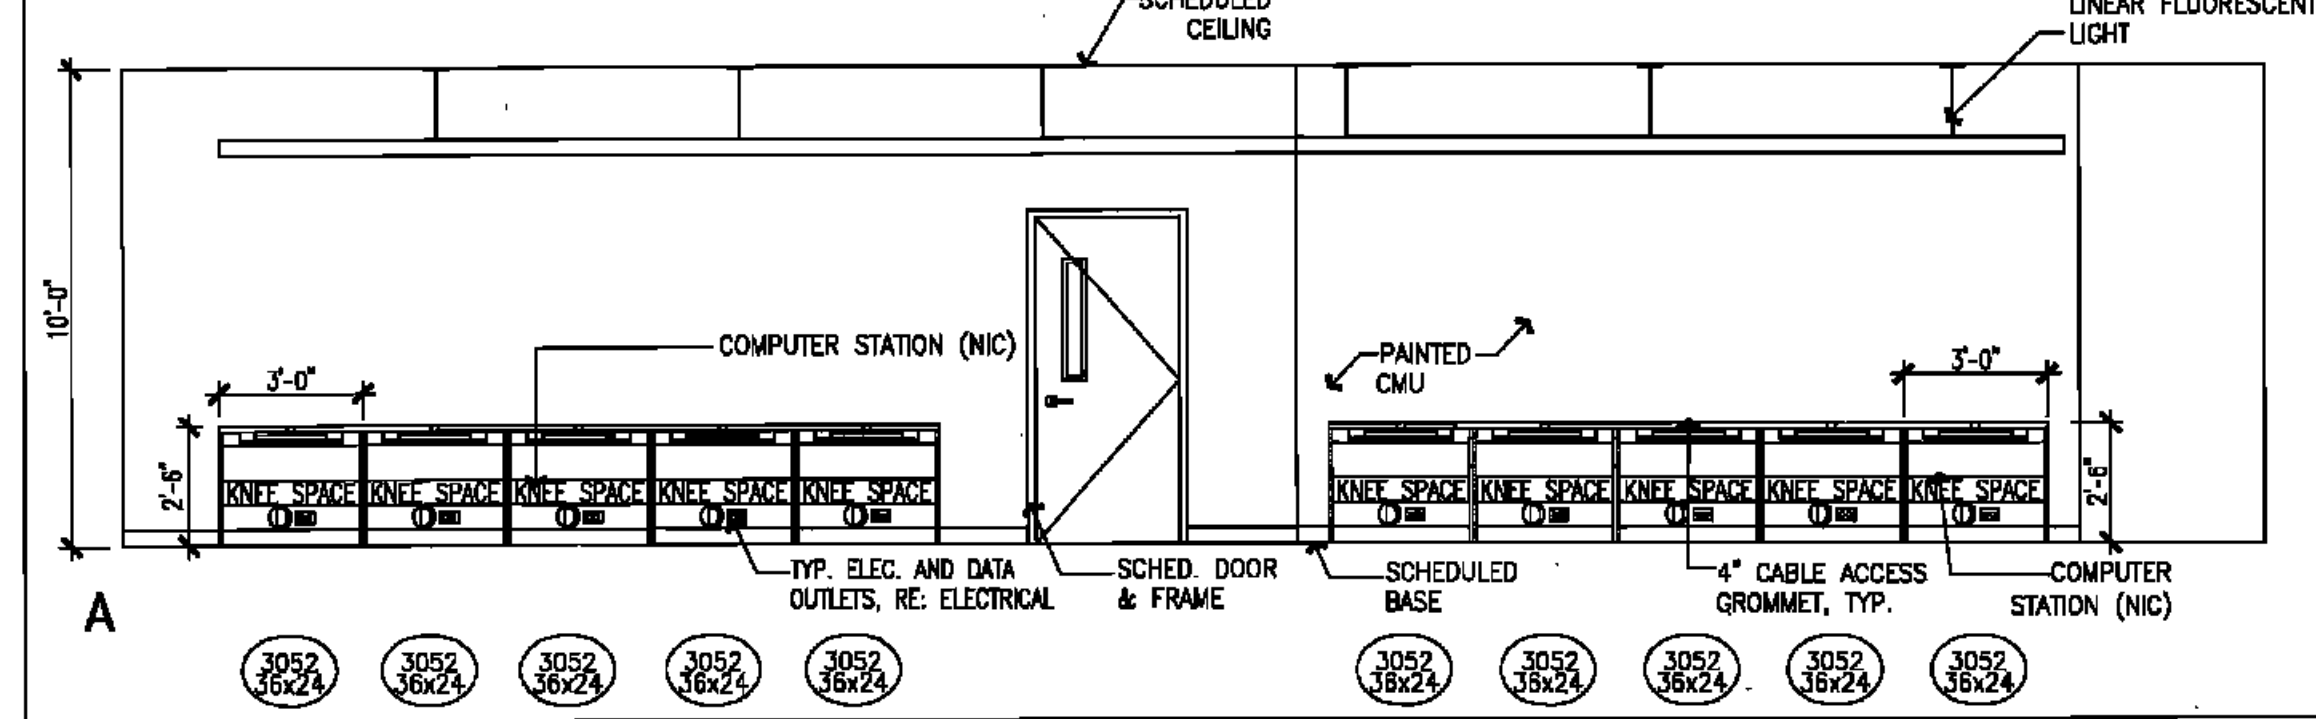 SCHEDULED
CEILING
LINEAR FLUORESCENT
LIGHT
10'-0"
COMPUTER STATION (NIC)
PAINTED
CMU
3'-0"
3'-0"
2'-6"
2'-6"
KNEE SPACE KNEE SPACE KNEE SPACE KNEE SPACE KNEE SPACE
KNEE SPACE KNEE SPACE KNEE SPACE KNEE SPACE KNEE SPACE
TYP. ELEC. AND DATA
OUTLETS, RE: ELECTRICAL
SCHED. DOOR
& FRAME
SCHEDULED
BASE
4" CABLE ACCESS
GROMMET, TYP.
COMPUTER
STATION (NIC)
A
3052
36x24
3052
36x24
3052
36x24
3052
36x24
3052
36x24
3052
36x24
3052
36x24
3052
36x24
3052
36x24
3052
36x24